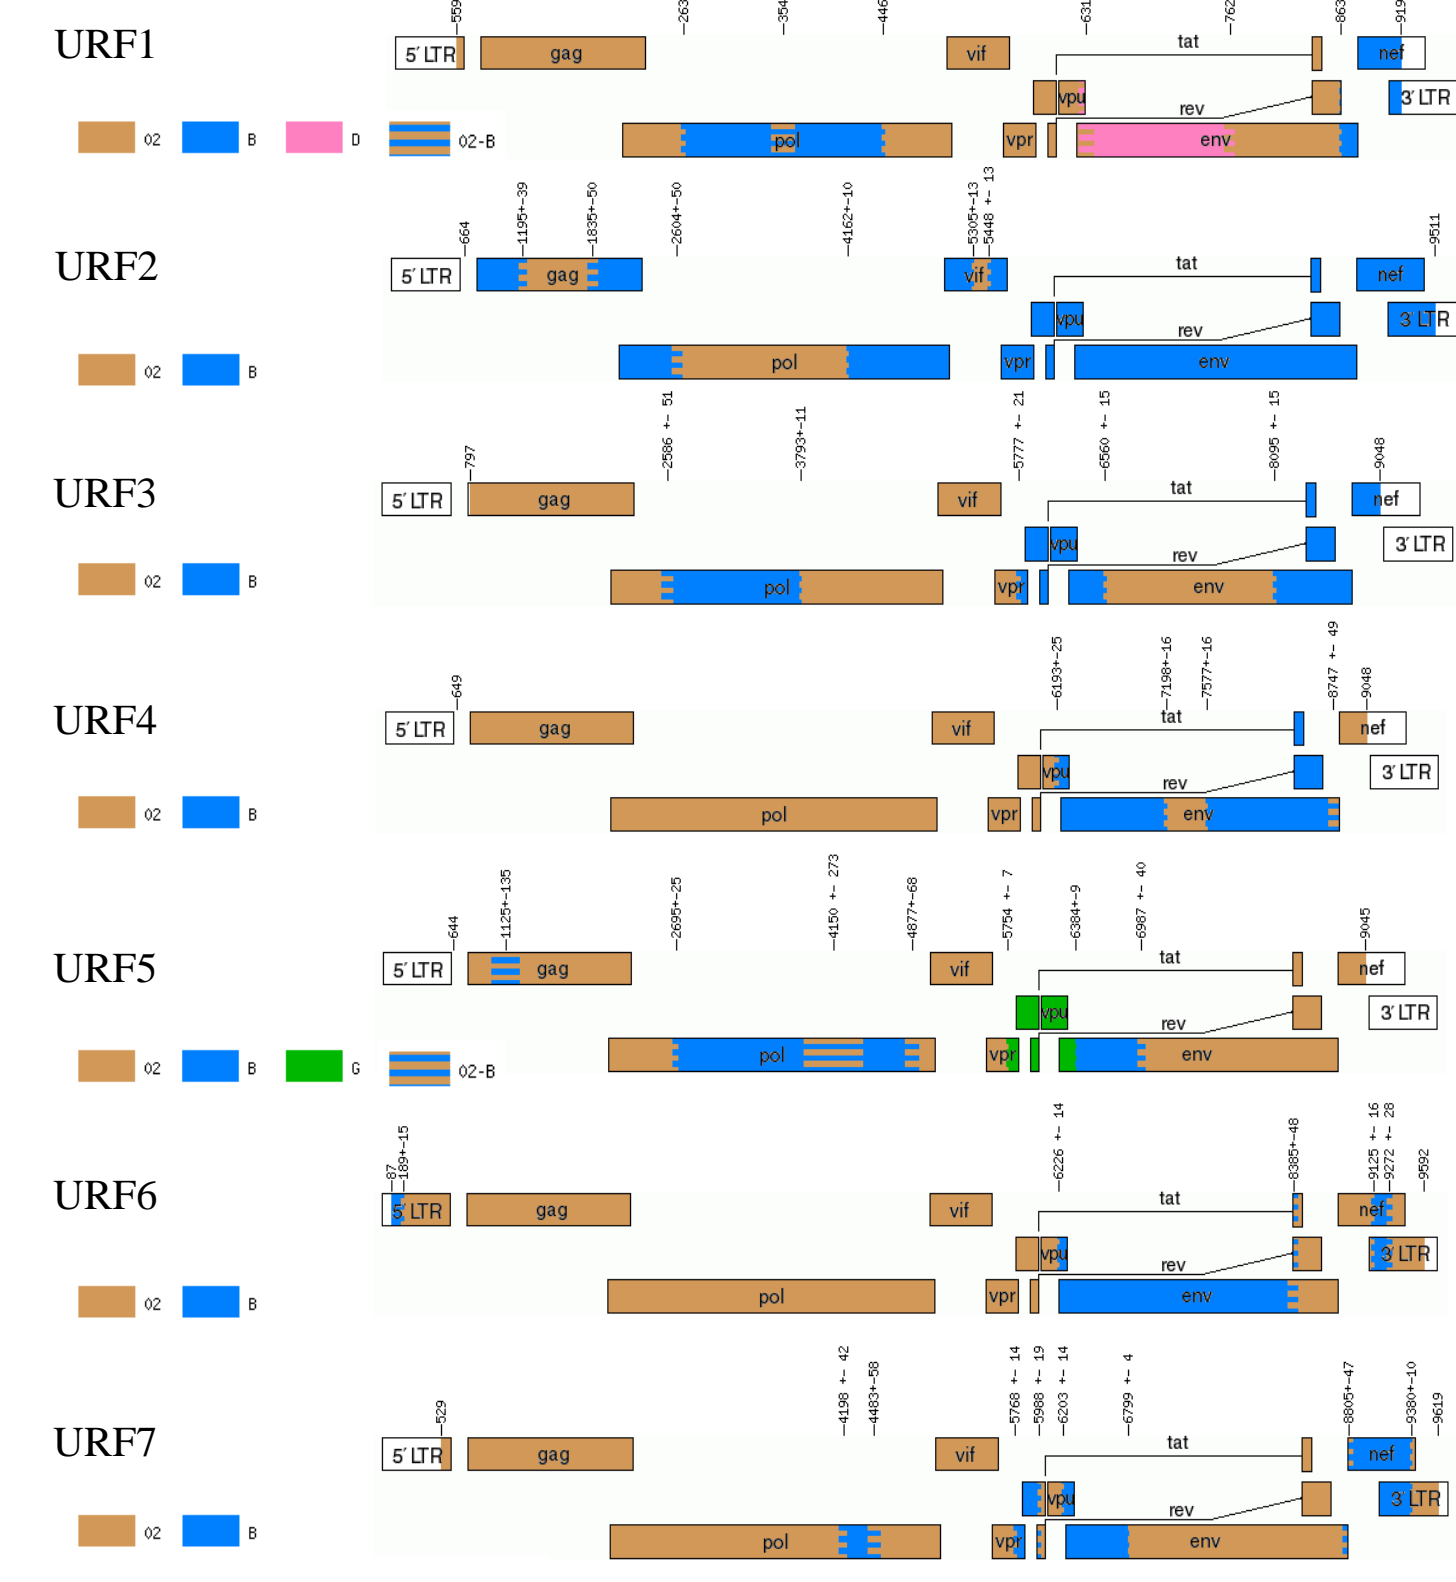 559 263 354 446 631 762 863 919
URF1 5′ LTR gag vif tat nef
vpu rev 3′ LTR
02 B D 02-B pol vpr env
664 1195+-39 1835+-50 2604+-50 4162+-10 5305+-13 5448 +- 13 9511
URF2 5′ LTR gag vif tat nef
vpu rev 3′ LTR
02 B pol vpr env
797 2586 +- 51 3793+-11 5777 +- 21 6560 +- 15 8095 +- 15 9048
URF3 5′ LTR gag vif tat nef
vpu rev 3′ LTR
02 B pol vpr env
649 6193+-25 7198+-16 7577+-16 8747 +- 49 9048
URF4 5′ LTR gag vif tat nef
vpu rev 3′ LTR
02 B pol vpr env
644 1125+-135 2695+-25 4150 +- 273 4877+-68 5754 +- 7 6384+-9 6987 +- 40 9045
URF5 5′ LTR gag vif tat nef
vpu rev 3′ LTR
02 B G 02-B pol vpr env
87 189+-15 6226 +- 14 8385+-48 9125 +- 16 9272 +- 28 9592
URF6 5′ LTR gag vif tat nef
vpu rev 3′ LTR
02 B pol vpr env
529 4198 +- 42 4483+-58 5768 +- 14 5988 +- 19 6203 +- 14 6799 +- 4 8805+-47 9380+-10 9619
URF7 5′ LTR gag vif tat nef
vpu rev 3′ LTR
02 B pol vpr env